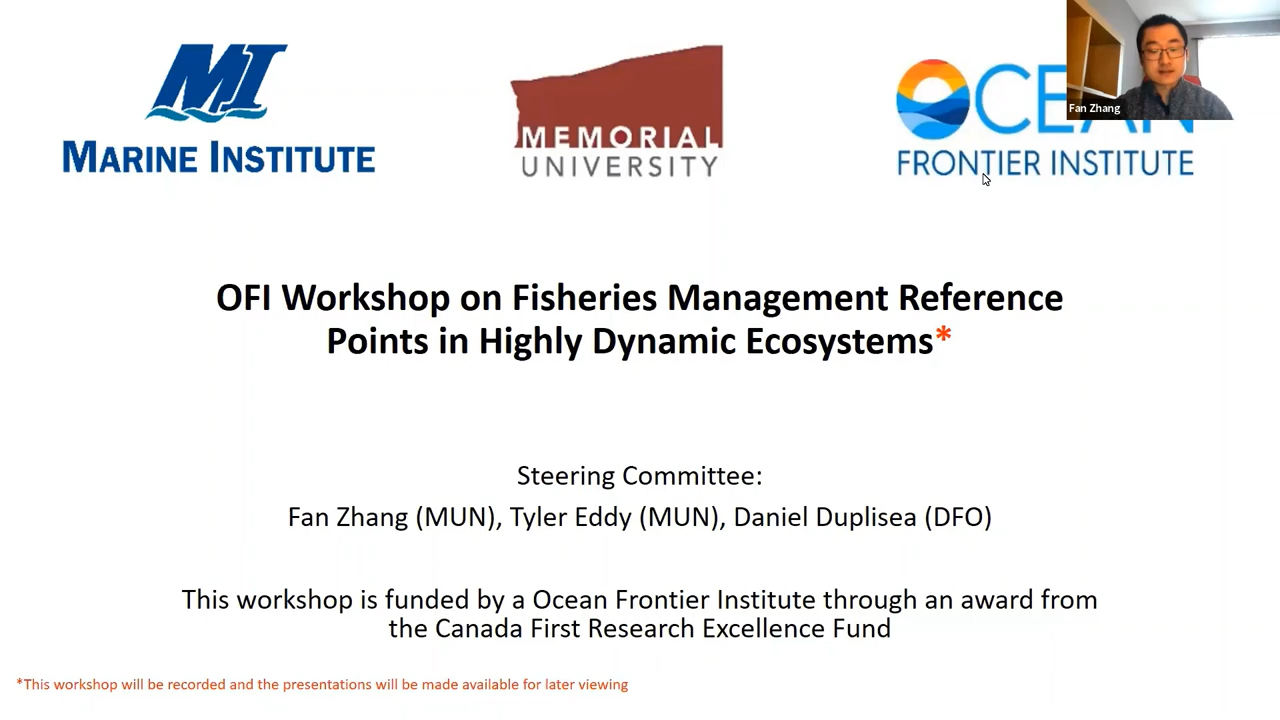 MI
MARINE INSTITUTE
MEMORIAL
UNIVERSITY
OCEAN
FRONTIER INSTITUTE
Fan Zhang
OFI Workshop on Fisheries Management Reference
Points in Highly Dynamic Ecosystems*
Steering Committee:
Fan Zhang (MUN), Tyler Eddy (MUN), Daniel Duplisea (DFO)
This workshop is funded by a Ocean Frontier Institute through an award from
the Canada First Research Excellence Fund
*This workshop will be recorded and the presentations will be made available for later viewing